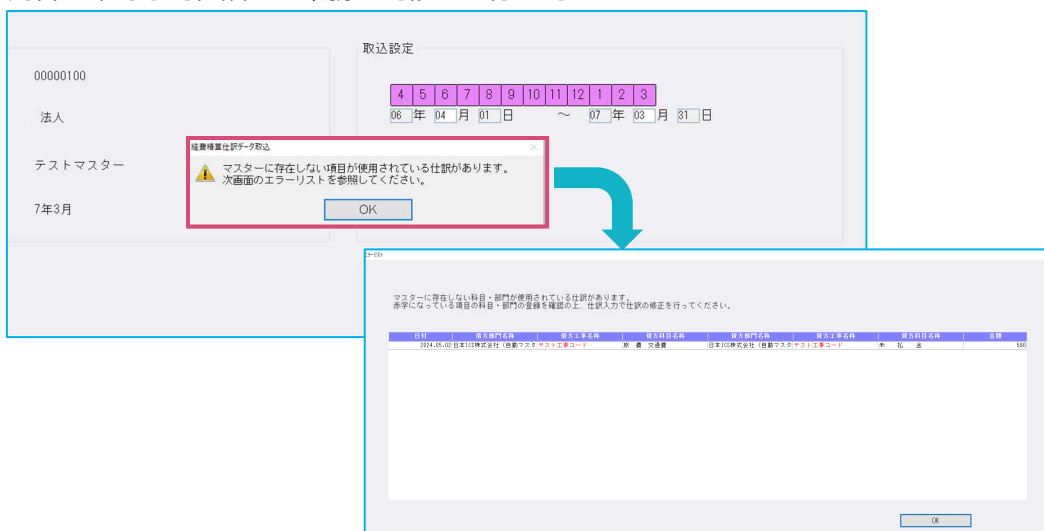 取込設定
00000100
4 5 6 7 8 9 10 11 12 1 2 3
法人
06 年 04 月 01 日 ～ 07 年 03 月 31 日
経費精算仕訳データ取込
テストマスター
マスターに存在しない項目が使用されている仕訳があります。
次画面のエラーリストを参照してください。
7年3月
OK
エラーリスト
マスターに存在しない科目・部門が使用されている仕訳があります。
赤字になっている項目の科目・部門の登録を確認の上、仕訳入力で仕訳の修正を行ってください。
日付 借方部門名称 借方工事名称 借方科目名称 貸方部門名称 貸方工事名称 貸方科目名称 金額
2024.05.02 日本ICS株式会社（自動マスタ テストエ事コード 旅 費 交通費 日本ICS株式会社（自動マスタ テスト工事コード 未 払 金 590
OK